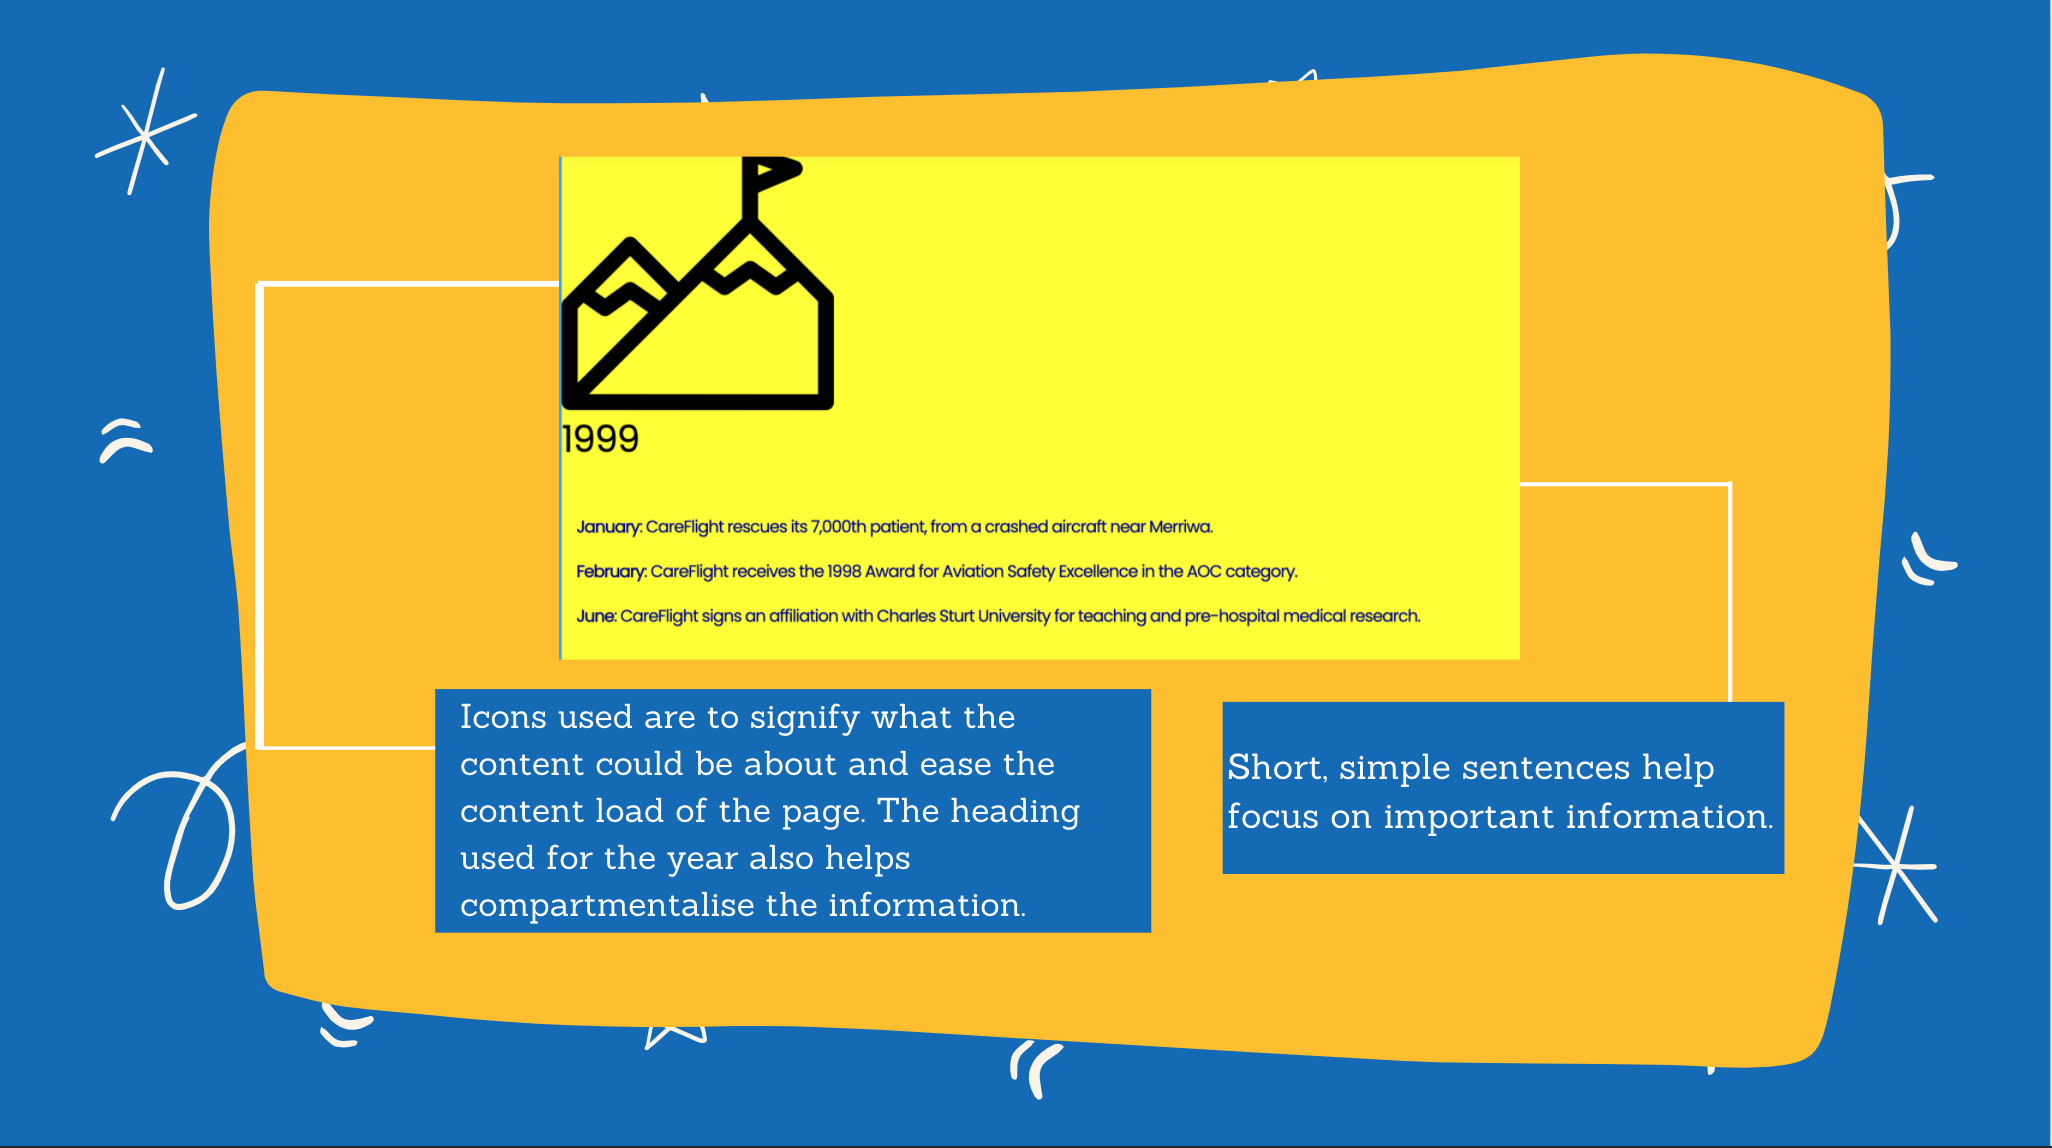 1999
January: CareFlight rescues its 7,000th patient, from a crashed aircraft near Merriwa.
February: CareFlight receives the 1998 Award for Aviation Safety Excellence in the AOC category.
June: CareFlight signs an affiliation with Charles Sturt University for teaching and pre-hospital medical research.
Icons used are to signify what the
content could be about and ease the
content load of the page. The heading
used for the year also helps
compartmentalise the information.
Short, simple sentences help
focus on important information.